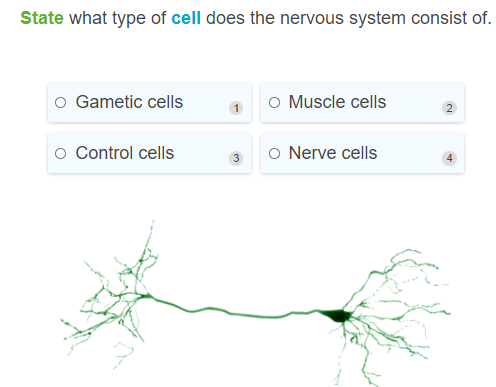 State what type of cell does the nervous system consist of.
Gametic cells 1
Muscle cells 2
Control cells 3
Nerve cells 4